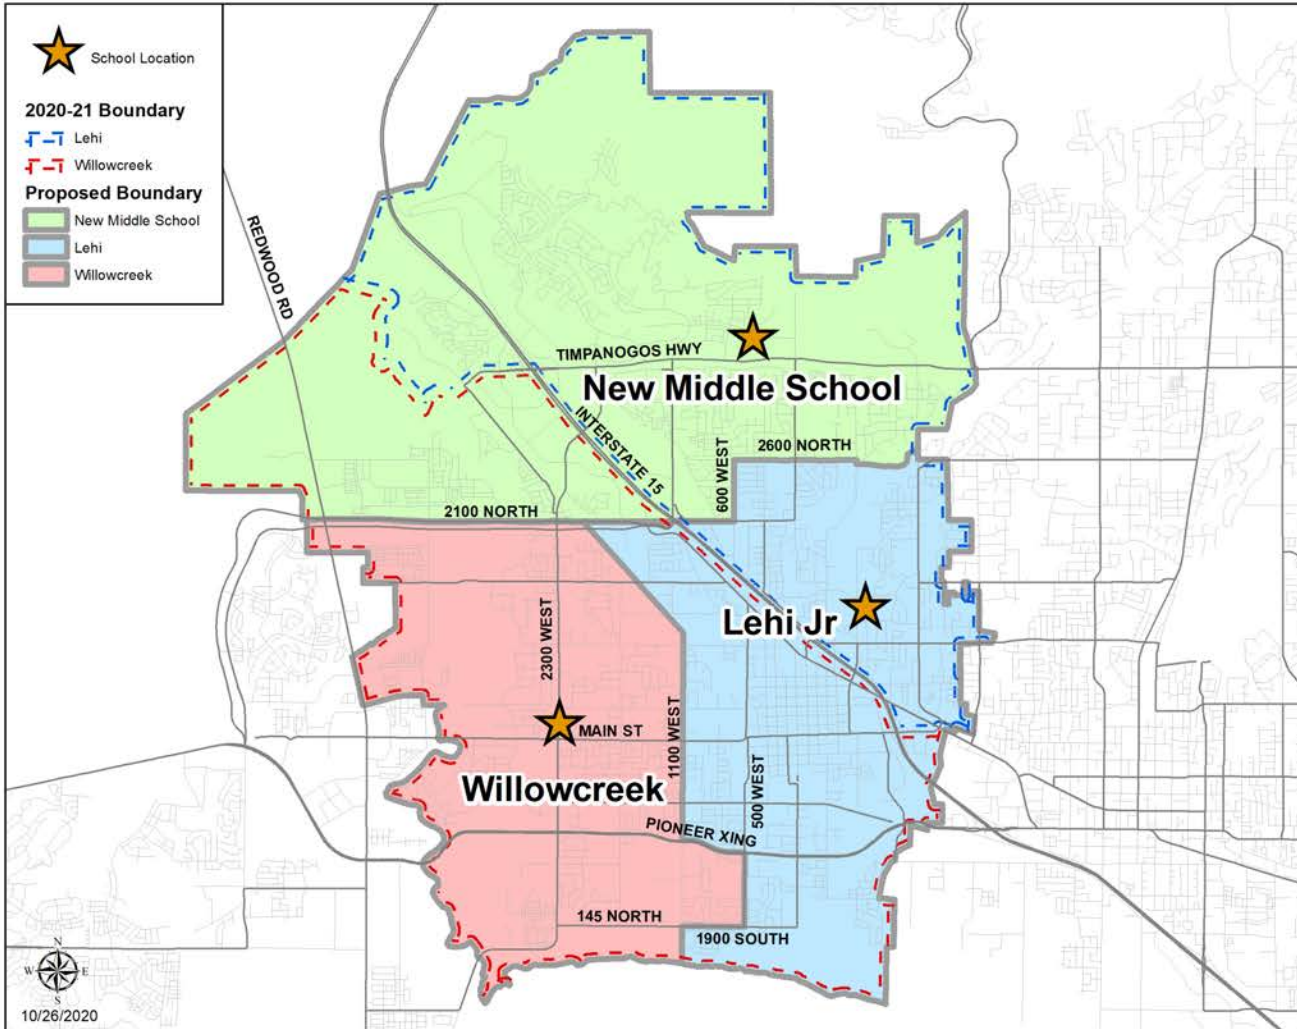 School Location
2020-21 Boundary
Lehi
Willowcreek
Proposed Boundary
New Middle School
Lehi
Willowcreek
REDWOOD RD
TIMPANOGOS HWY
New Middle School
INTERSTATE 15
600 WEST
2600 NORTH
2100 NORTH
2300 WEST
Lehi Jr
MAIN ST
1100 WEST
Willowcreek
500 WEST
PIONEER XING
145 NORTH
1900 SOUTH
N
W E
S
10/26/2020